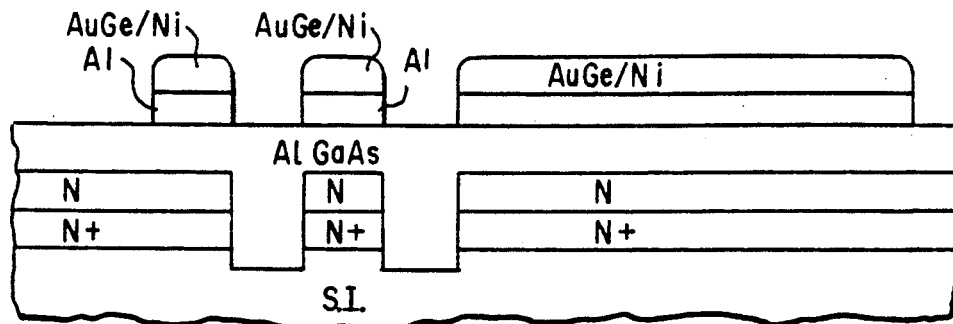 AuGe/Ni AuGe/Ni
Al Al
AuGe/Ni
Al GaAs
N N N
N+ N+ N+
S.I.